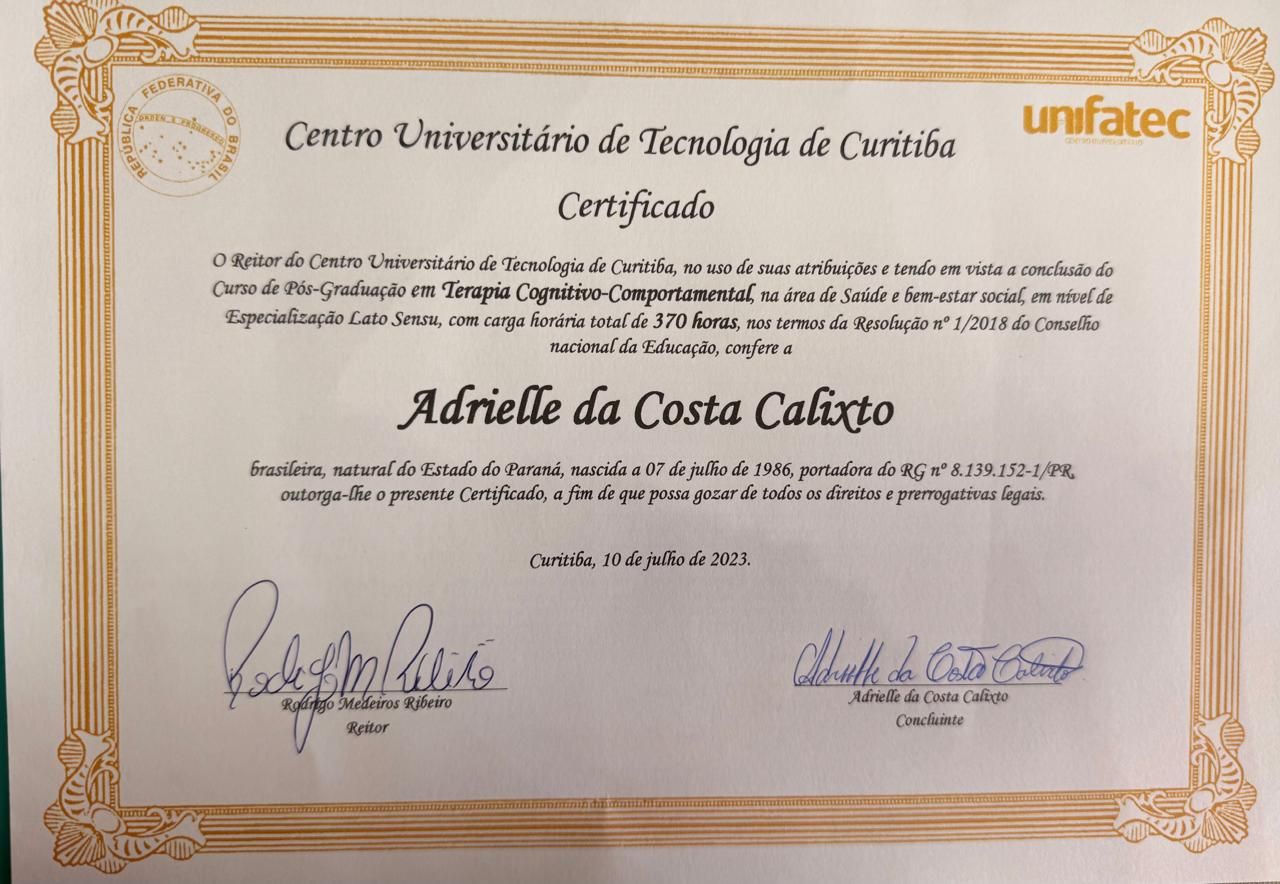 REPÚBLICA FEDERATIVA DO BRASIL
ORDEM E PROGRESSO
unifatec
Centro Universitário de Tecnologia de Curitiba
Certificado
O Reitor do Centro Universitário de Tecnologia de Curitiba, no uso de suas atribuições e tendo em vista a conclusão do
Curso de Pós-Graduação em Terapia Cognitivo-Comportamental, na área de Saúde e bem-estar social, em nível de
Especialização Lato Sensu, com carga horária total de 370 horas, nos termos da Resolução nº 1/2018 do Conselho
nacional da Educação, confere a
Adrielle da Costa Calixto
brasileira, natural do Estado do Paraná, nascida a 07 de julho de 1986, portadora do RG nº 8.139.152-1/PR,
outorga-lhe o presente Certificado, a fim de que possa gozar de todos os direitos e prerrogativas legais.
Curitiba, 10 de julho de 2023.
Rodrigo M Ribeiro
Rodrigo Medeiros Ribeiro
Reitor
Adrielle da Costa Calixto
Adrielle da Costa Calixto
Concluinte